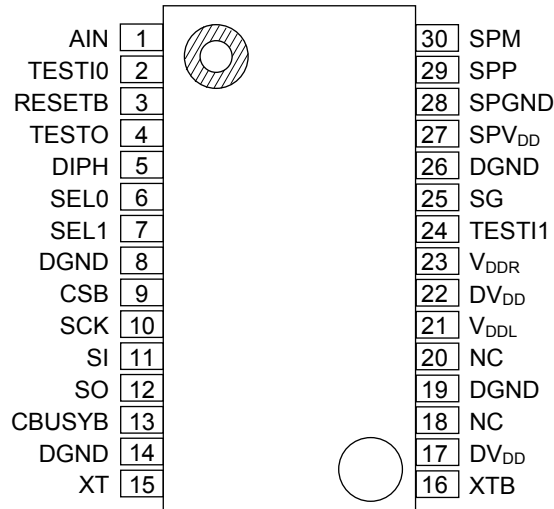 AIN 1 30 SPM
TESTI0 2 29 SPP
RESETB 3 28 SPGND
TESTO 4 27 SPVDD
DIPH 5 26 DGND
SEL0 6 25 SG
SEL1 7 24 TESTI1
DGND 8 23 VDDR
CSB 9 22 DVDD
SCK 10 21 VDDL
SI 11 20 NC
SO 12 19 DGND
CBUSYB 13 18 NC
DGND 14 17 DVDD
XT 15 16 XTB